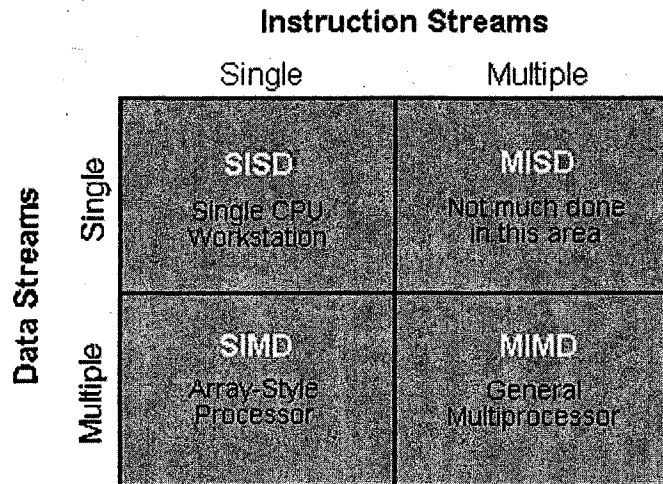 Instruction Streams
Single
Multiple
Data Streams
Single
SISD
Single CPU
Workstation
MISD
Not much done
in this area
Multiple
SIMD
Array-Style
Processor
MIMD
General
Multiprocessor